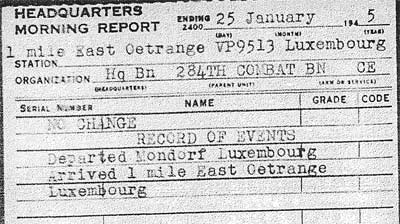 HEADQUARTERS
MORNING REPORT ENDING 2400 25 January 194 5
(DAY) (MONTH) (YEAR)
1 mile East Oetrange VP9513 Luxembourg
STATION
ORGANIZATION Hq Bn 284TH COMBAT BN CE
(HEADQUARTERS) (PARENT UNIT) (ARM OR SERVICE)
SERIAL NUMBER NAME GRADE CODE
NO CHANGE
RECORD OF EVENTS
Departed Mondorf Luxembourg
Arrived 1 mile East Oetrange
Luxembourg